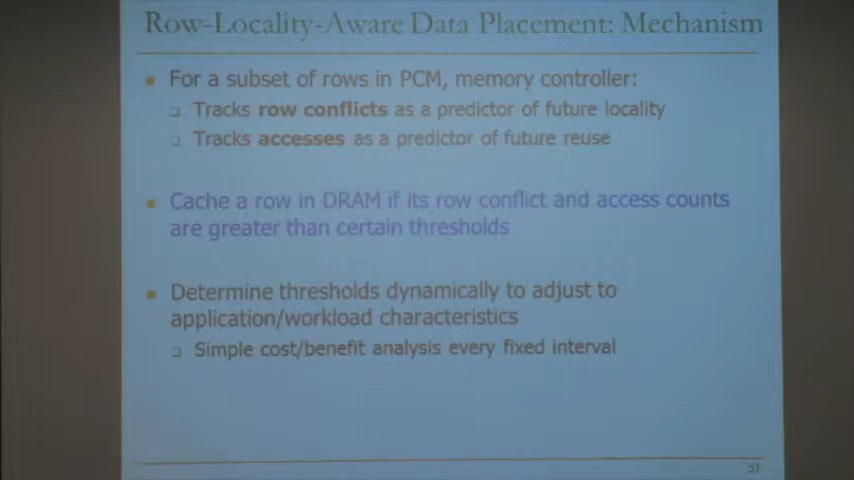 Row-Locality-Aware Data Placement: Mechanism
For a subset of rows in PCM, memory controller:
Tracks row conflicts as a predictor of future locality
Tracks accesses as a predictor of future reuse
Cache a row in DRAM if its row conflict and access counts
are greater than certain thresholds
Determine thresholds dynamically to adjust to
application/workload characteristics
Simple cost/benefit analysis every fixed interval